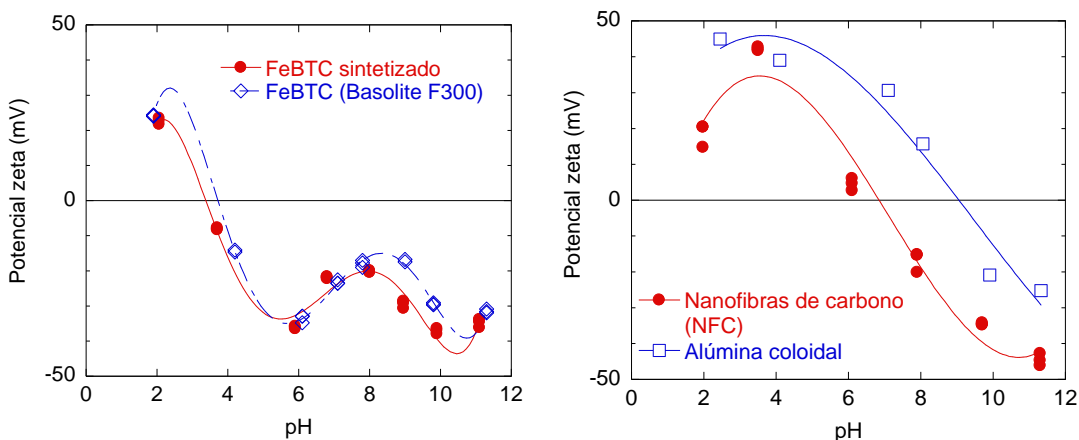 50
FeBTC sintetizado
FeBTC (Basolite F300)
0
-50
0 2 4 6 8 10 12
pH
Potencial zeta (mV)
50
0
Nanofibras de carbono
(NFC)
Alúmina coloidal
-50
0 2 4 6 8 10 12
pH
Potencial zeta (mV)